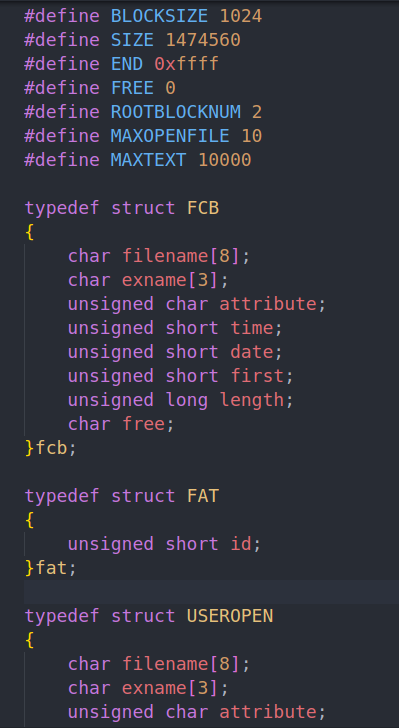 #define BLOCKSIZE 1024
#define SIZE 1474560
#define END 0xffff
#define FREE 0
#define ROOTBLOCKNUM 2
#define MAXOPENFILE 10
#define MAXTEXT 10000

typedef struct FCB
{
    char filename[8];
    char exname[3];
    unsigned char attribute;
    unsigned short time;
    unsigned short date;
    unsigned short first;
    unsigned long length;
    char free;
}fcb;

typedef struct FAT
{
    unsigned short id;
}fat;

typedef struct USEROPEN
{
    char filename[8];
    char exname[3];
    unsigned char attribute;